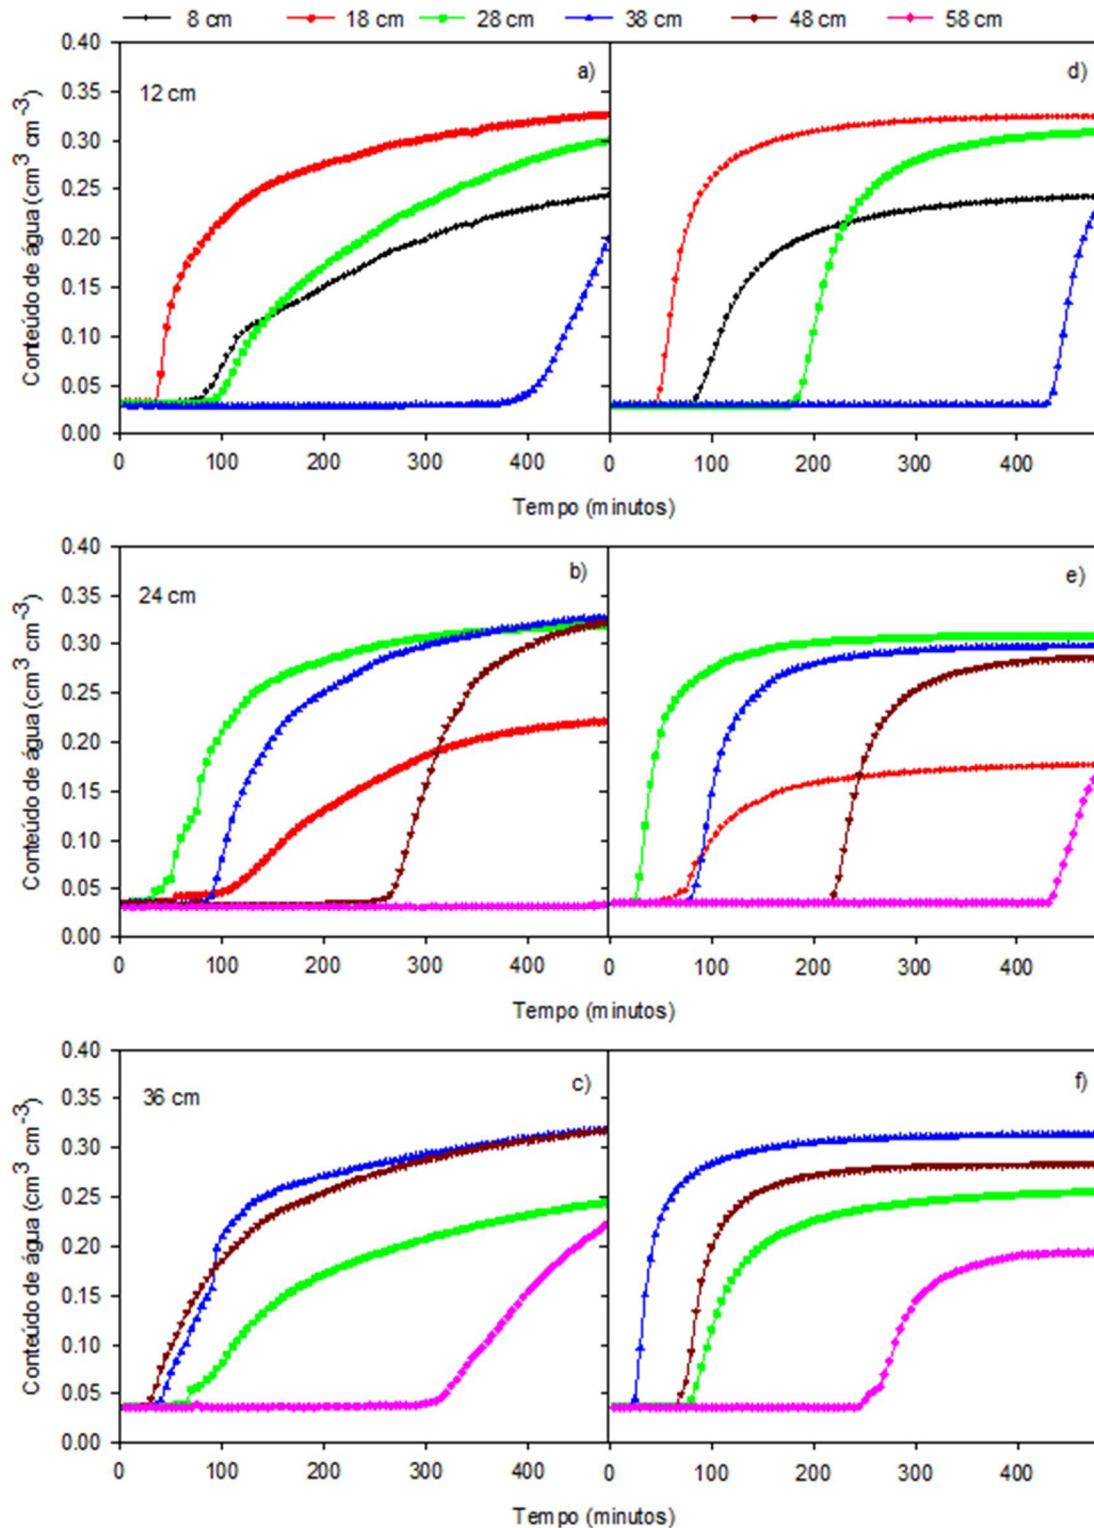 8 cm 18 cm 28 cm 38 cm 48 cm 58 cm
0.40
a) d)
0.35
12 cm
0.30
0.25
0.20
0.15
0.10
0.05
0.00
Conteúdo de água (cm³ cm⁻³)
0 100 200 300 400 0 100 200 300 400
Tempo (minutos)
0.40
b) e)
0.35
24 cm
0.30
0.25
0.20
0.15
0.10
0.05
0.00
Conteúdo de água (cm³ cm⁻³)
0 100 200 300 400 0 100 200 300 400
Tempo (minutos)
0.40
c) f)
0.35
36 cm
0.30
0.25
0.20
0.15
0.10
0.05
0.00
Conteúdo de água (cm³ cm⁻³)
0 100 200 300 400 0 100 200 300 400
Tempo (minutos)